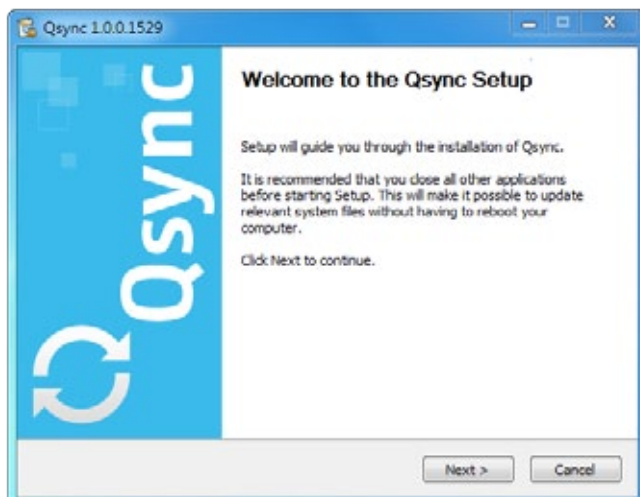 Qsync 1.0.0.1529
Qsync
Welcome to the Qsync Setup
Setup will guide you through the installation of Qsync.
It is recommended that you close all other applications
before starting Setup. This will make it possible to update
relevant system files without having to reboot your
computer.
Click Next to continue.
Next >
Cancel